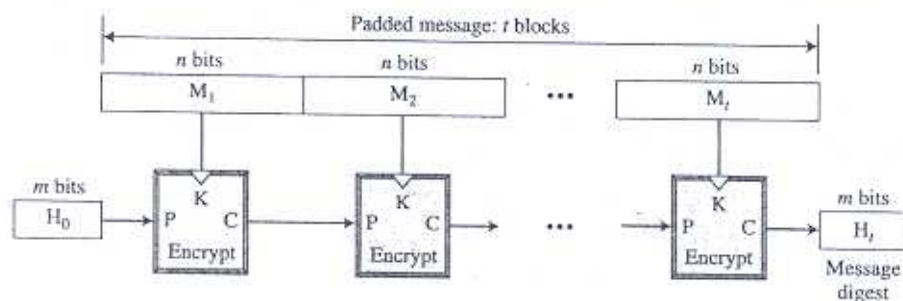 Padded message: t blocks
n bits n bits n bits
M₁ M₂ ... Mₜ
m bits m bits
H₀ K K ... K Hₜ
P C P C P C
Encrypt Encrypt Encrypt
Message
digest